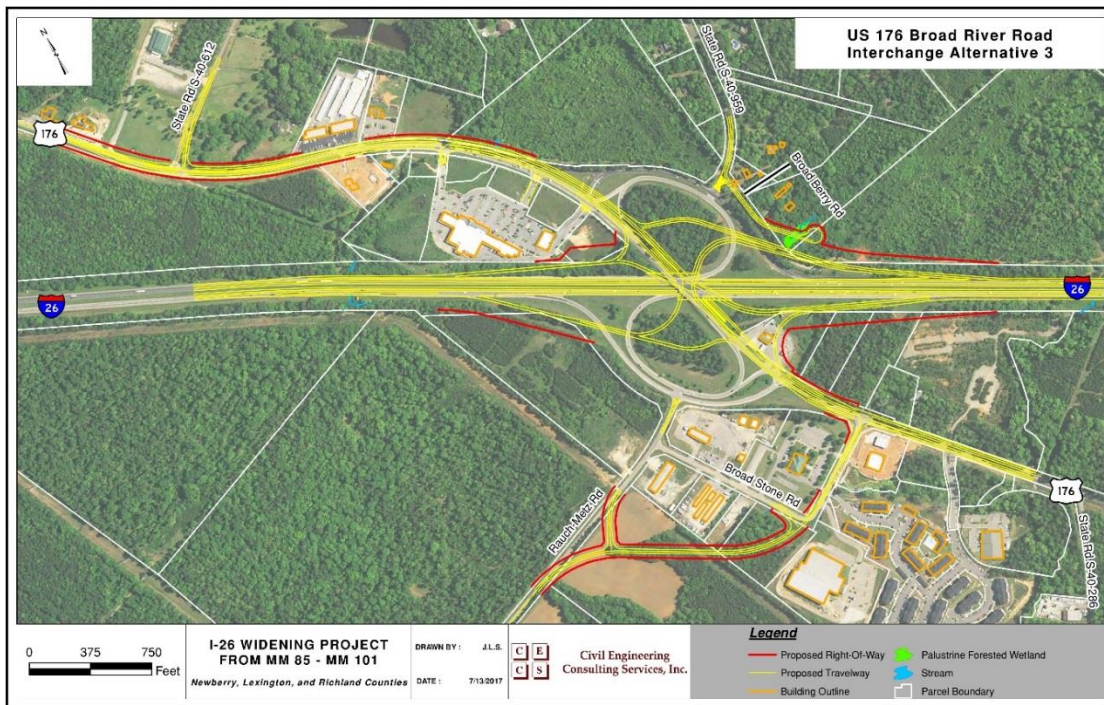 US 176 Broad River Road
Interchange Alternative 3
State Rd S-40-612
State Rd S-40-959
176
Broad Berry Rd
26
26
Broad Stone Rd
Rauch-Metz Rd
176
State Rd S-40-286
0 375 750
Feet
I-26 WIDENING PROJECT
FROM MM 85 - MM 101
Newberry, Lexington, and Richland Counties
DRAWN BY : J.L.S.
DATE : 7/13/2017
C E
C S
Civil Engineering
Consulting Services, Inc.
Legend
Proposed Right-Of-Way
Proposed Travelway
Building Outline
Palustrine Forested Wetland
Stream
Parcel Boundary